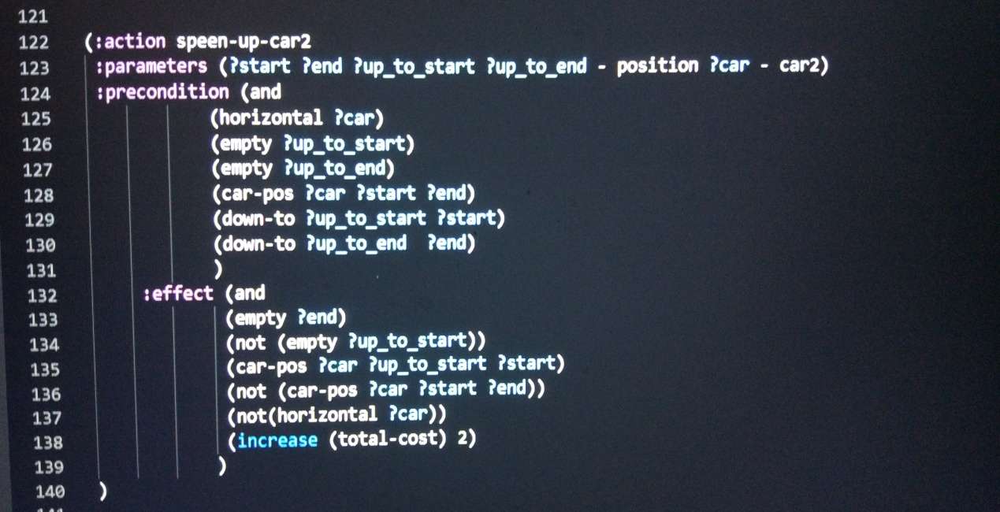 121
122 (:action speen-up-car2
123 :parameters (?start ?end ?up_to_start ?up_to_end - position ?car - car2)
124 :precondition (and
125 (horizontal ?car)
126 (empty ?up_to_start)
127 (empty ?up_to_end)
128 (car-pos ?car ?start ?end)
129 (down-to ?up_to_start ?start)
130 (down-to ?up_to_end  ?end)
131 )
132 :effect (and
133 (empty ?end)
134 (not (empty ?up_to_start))
135 (car-pos ?car ?up_to_start ?start)
136 (not (car-pos ?car ?start ?end))
137 (not(horizontal ?car))
138 (increase (total-cost) 2)
139 )
140 )